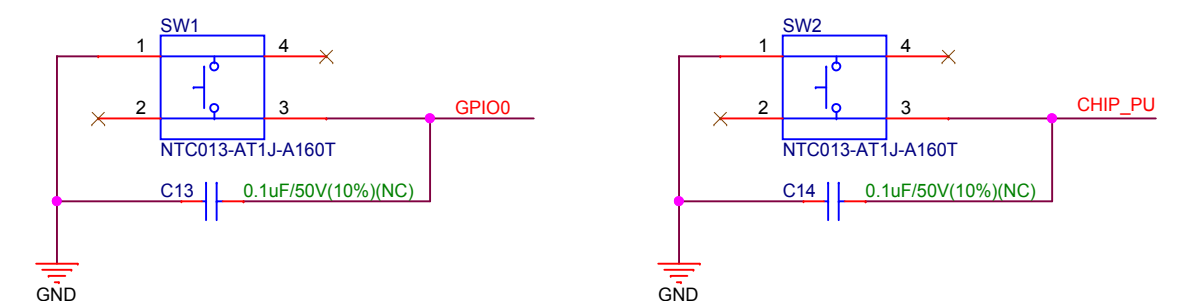 SW1
1 4
2 3
GPIO0
NTC013-AT1J-A160T
C13 0.1uF/50V(10%)(NC)
GND
SW2
1 4
2 3
CHIP_PU
NTC013-AT1J-A160T
C14 0.1uF/50V(10%)(NC)
GND